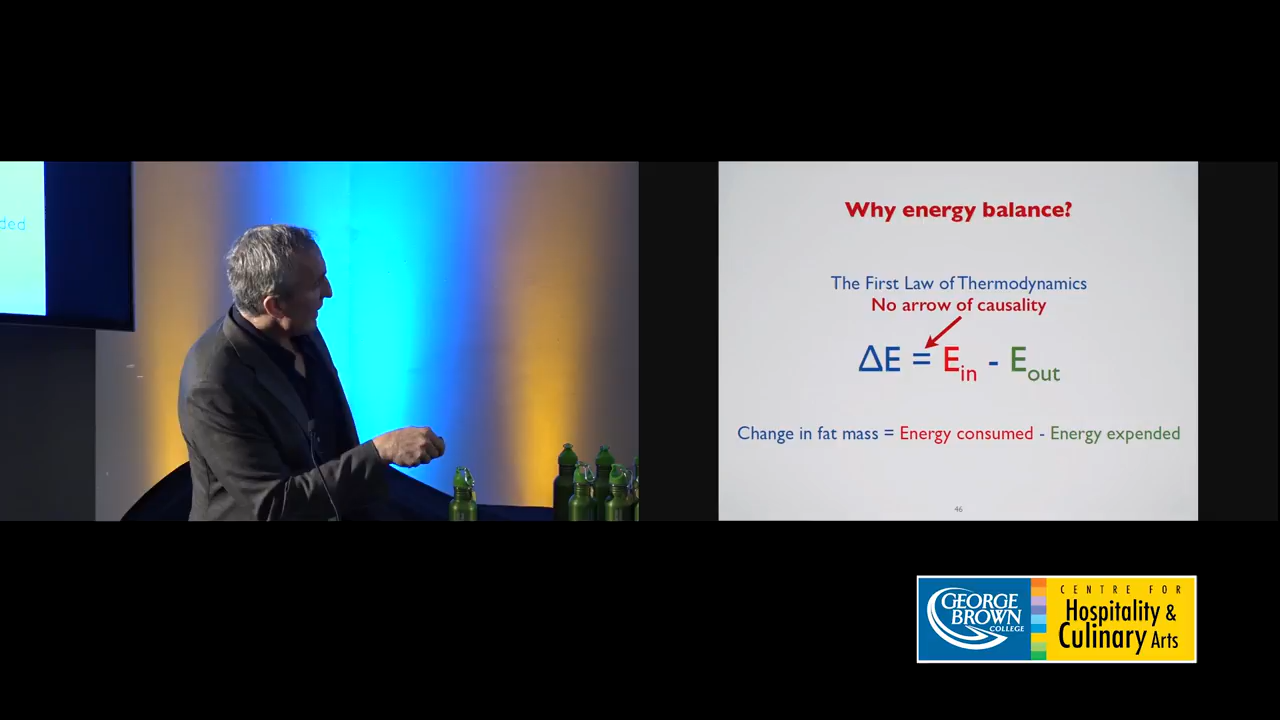 ded
Why energy balance?
The First Law of Thermodynamics
No arrow of causality
ΔE = Ein - Eout
Change in fat mass = Energy consumed - Energy expended
46
GEORGE
BROWN
COLLEGE
CENTRE FOR
Hospitality &
Culinary Arts